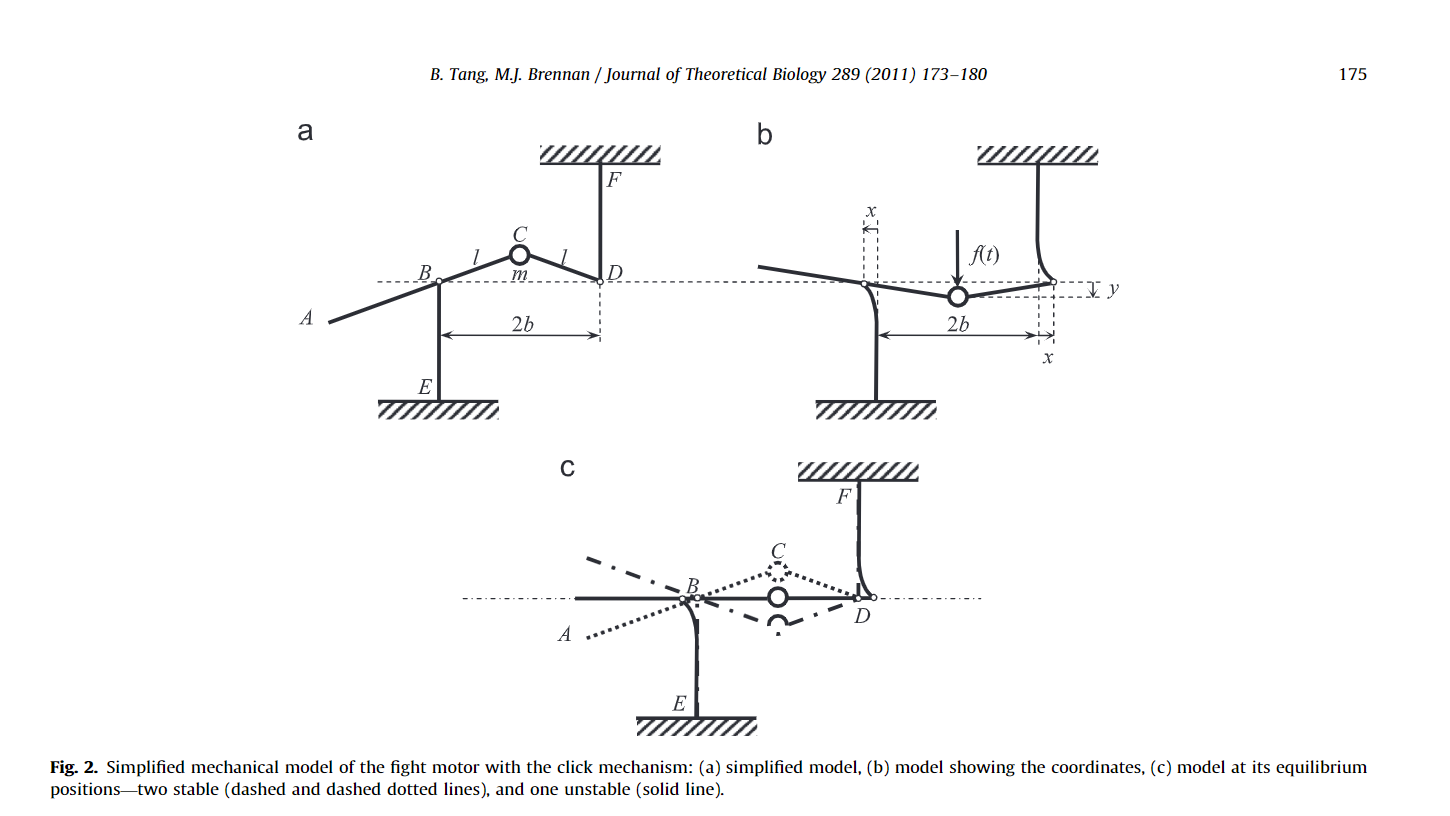 B. Tang, M.J. Brennan / Journal of Theoretical Biology 289 (2011) 173–180
175
a
F
C
l
l
B
m
D
A
2b
E
b
x
f(t)
y
2b
x
c
F
C
B
A
D
E
Fig. 2. Simplified mechanical model of the fight motor with the click mechanism: (a) simplified model, (b) model showing the coordinates, (c) model at its equilibrium
positions—two stable (dashed and dashed dotted lines), and one unstable (solid line).